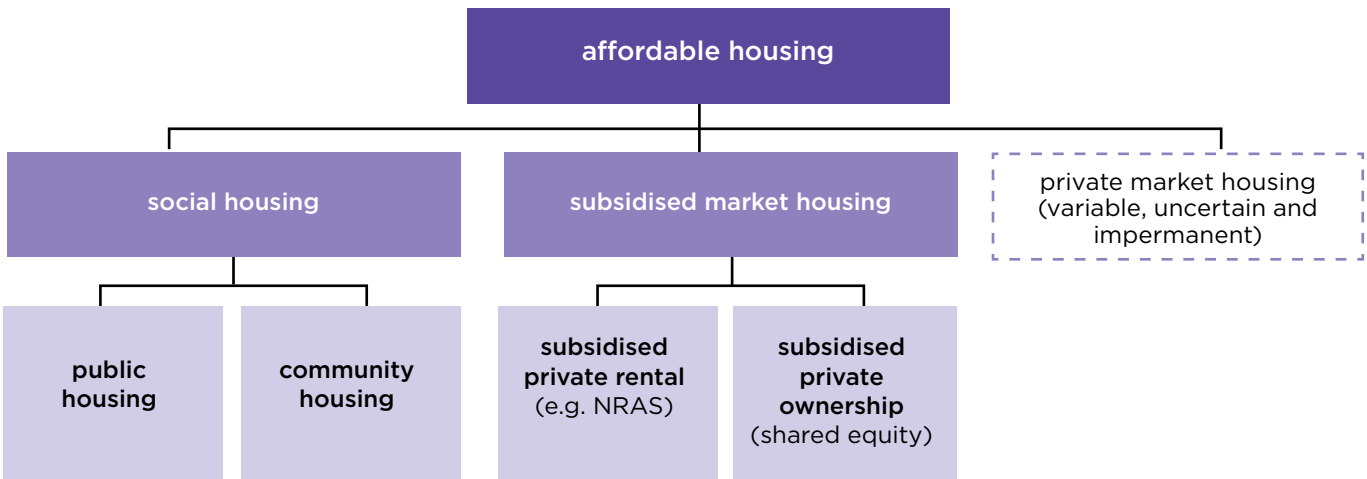 affordable housing
social housing
subsidised market housing
private market housing
(variable, uncertain and
impermanent)
public
housing
community
housing
subsidised
private rental
(e.g. NRAS)
subsidised
private
ownership
(shared equity)